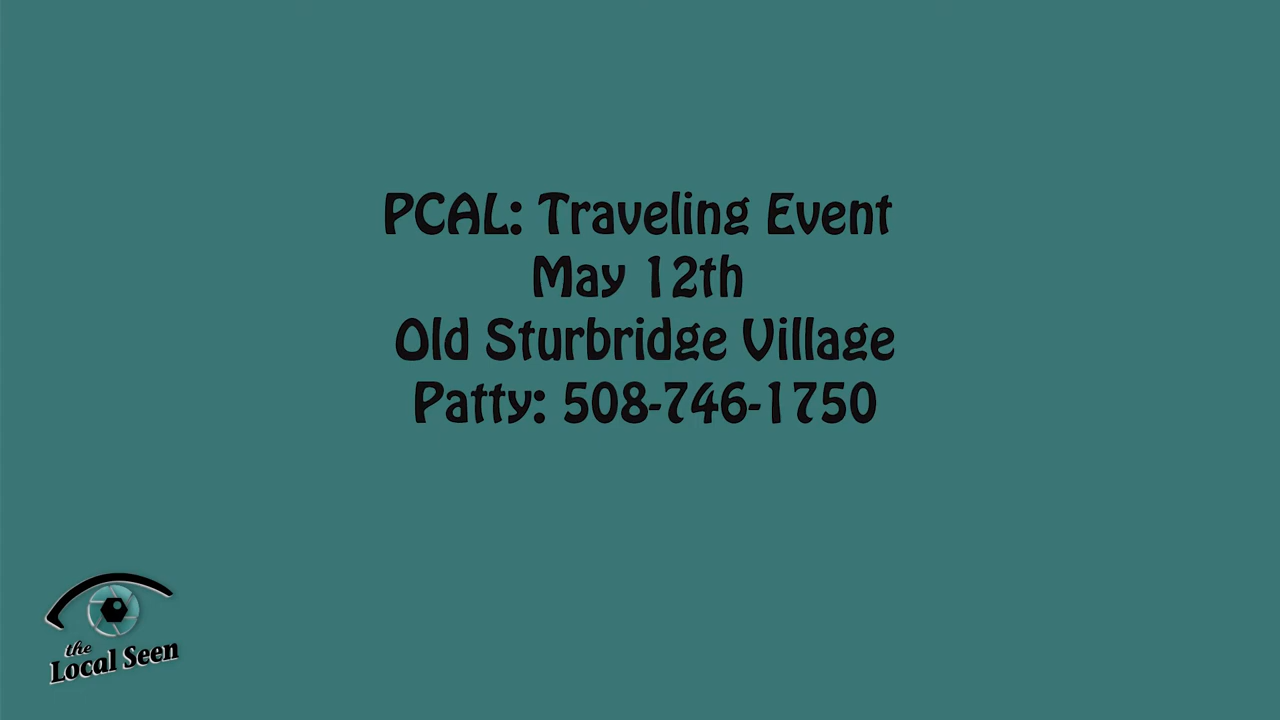 PCAL: Traveling Event
May 12th
Old Sturbridge Village
Patty: 508-746-1750
the
Local Seen